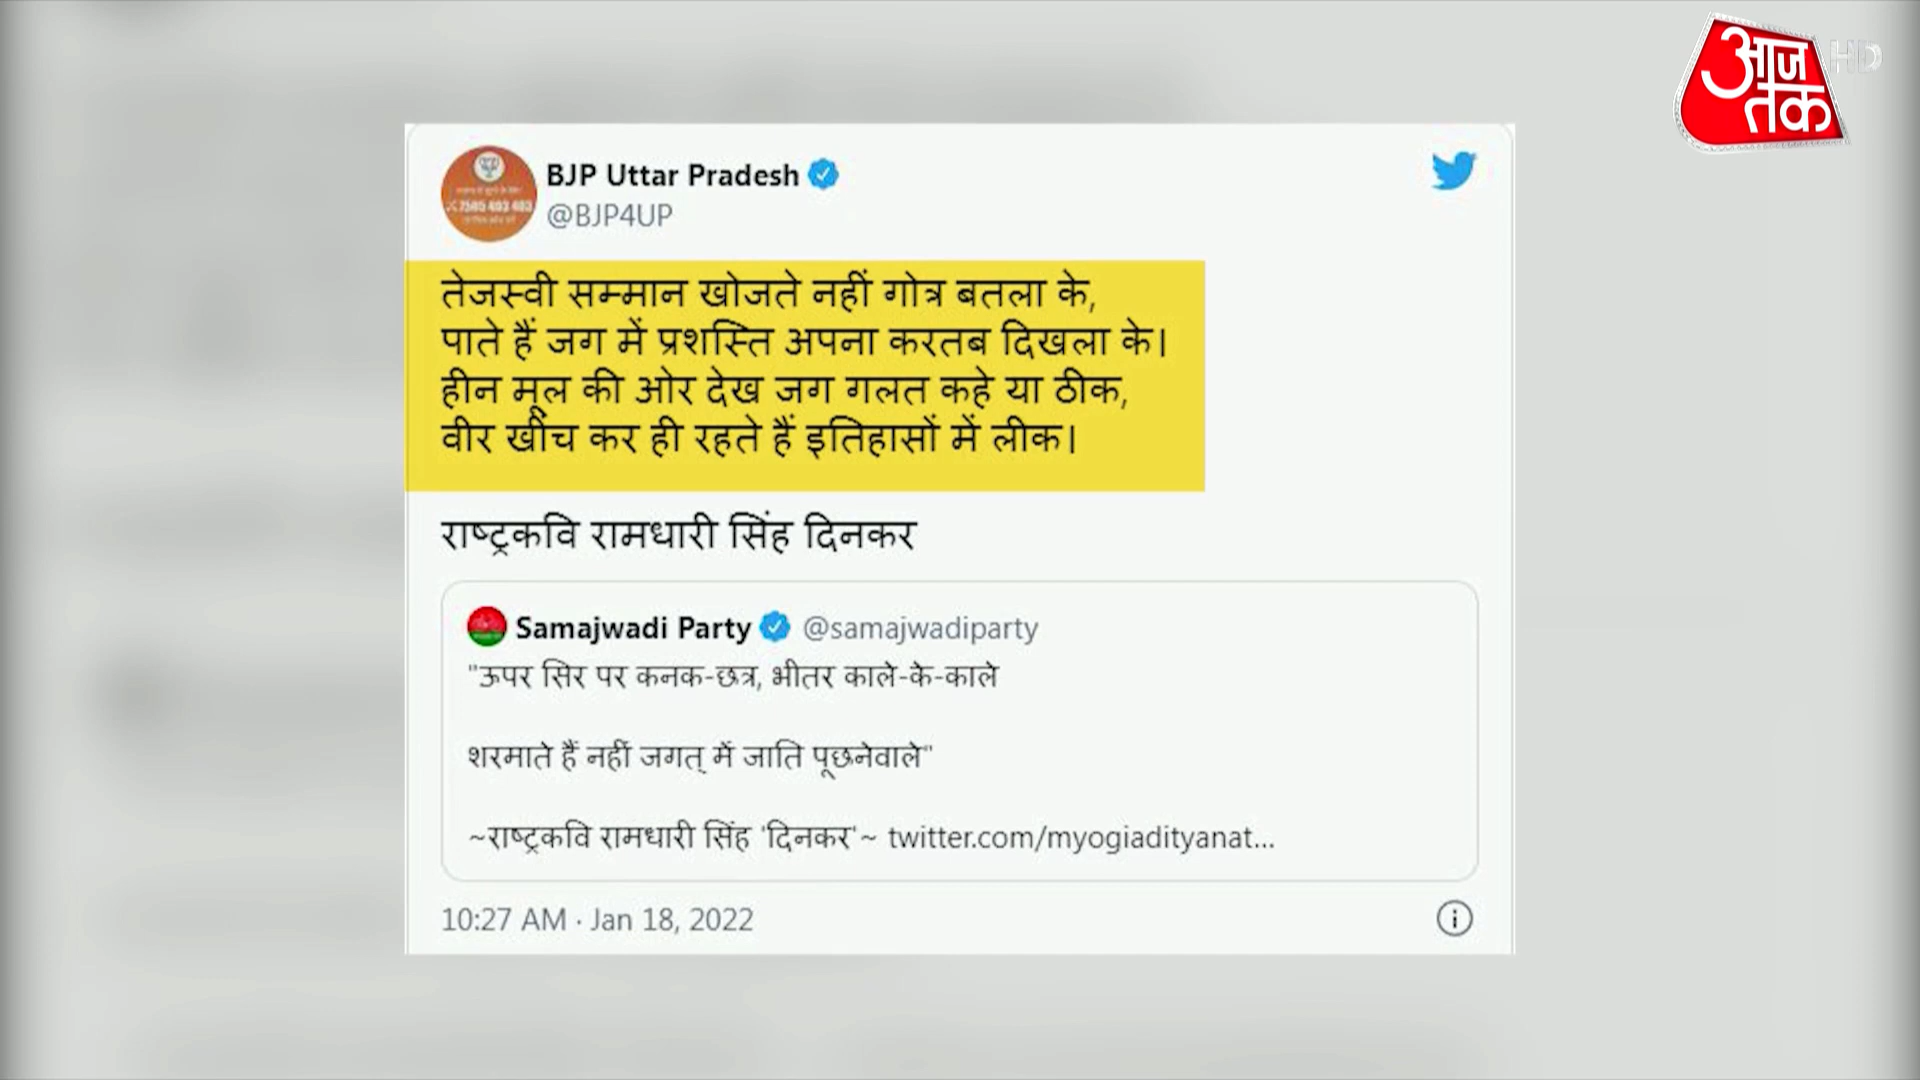 आज तक HD
BJP Uttar Pradesh
@BJP4UP
तेजस्वी सम्मान खोजते नहीं गोत्र बतला के,
पाते हैं जग में प्रशस्ति अपना करतब दिखला के।
हीन मूल की ओर देख जग गलत कहे या ठीक,
वीर खींच कर ही रहते हैं इतिहासों में लीक।
राष्ट्रकवि रामधारी सिंह दिनकर
Samajwadi Party @samajwadiparty
"ऊपर सिर पर कनक-छत्र, भीतर काले-के-काले
शरमाते हैं नहीं जगत् में जाति पूछनेवाले"
~राष्ट्रकवि रामधारी सिंह 'दिनकर'~ twitter.com/myogiadityanat...
10:27 AM · Jan 18, 2022